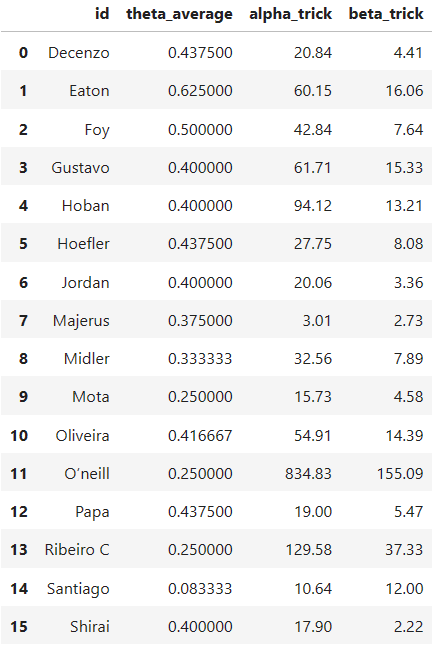 id theta_average alpha_trick beta_trick
0 Decenzo 0.437500 20.84 4.41
1 Eaton 0.625000 60.15 16.06
2 Foy 0.500000 42.84 7.64
3 Gustavo 0.400000 61.71 15.33
4 Hoban 0.400000 94.12 13.21
5 Hoefler 0.437500 27.75 8.08
6 Jordan 0.400000 20.06 3.36
7 Majerus 0.375000 3.01 2.73
8 Midler 0.333333 32.56 7.89
9 Mota 0.250000 15.73 4.58
10 Oliveira 0.416667 54.91 14.39
11 O´neill 0.250000 834.83 155.09
12 Papa 0.437500 19.00 5.47
13 Ribeiro C 0.250000 129.58 37.33
14 Santiago 0.083333 10.64 12.00
15 Shirai 0.400000 17.90 2.22